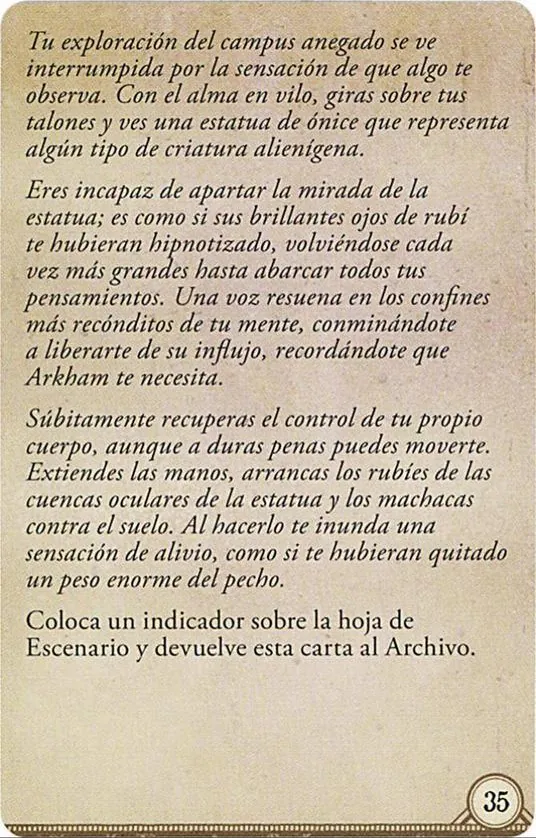 Tu exploración del campus anegado se ve
interrumpida por la sensación de que algo te
observa. Con el alma en vilo, giras sobre tus
talones y ves una estatua de ónice que representa
algún tipo de criatura alienígena.
Eres incapaz de apartar la mirada de la
estatua; es como si sus brillantes ojos de rubí
te hubieran hipnotizado, volviéndose cada
vez más grandes hasta abarcar todos tus
pensamientos. Una voz resuena en los confines
más recónditos de tu mente, conminándote
a liberarte de su influjo, recordándote que
Arkham te necesita.
Súbitamente recuperas el control de tu propio
cuerpo, aunque a duras penas puedes moverte.
Extiendes las manos, arrancas los rubíes de las
cuencas oculares de la estatua y los machacas
contra el suelo. Al hacerlo te inunda una
sensación de alivio, como si te hubieran quitado
un peso enorme del pecho.
Coloca un indicador sobre la hoja de
Escenario y devuelve esta carta al Archivo.
35